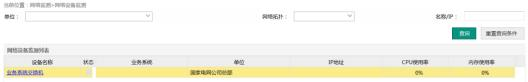 当前位置：网络监测>网络设备监测
单位： 网络拓扑： 名称/IP：
查询 重置查询条件
网络设备监测列表
设备名称 状态 业务系统 单位 IP地址 CPU使用率 内存使用率
业务系统交换机 国家电网公司总部 0% 0%